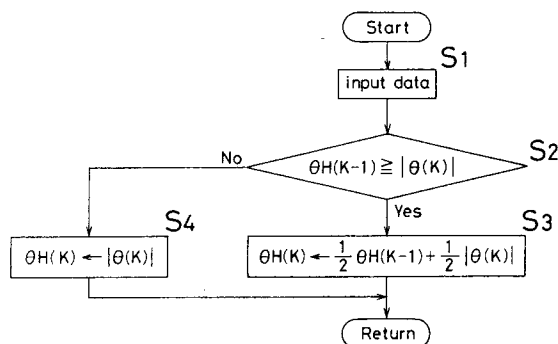 Start
S1
input data
S2
θH(K-1) ≧ |θ(K)|
No
Yes
S4
S3
θH(K) ← |θ(K)|
θH(K) ← 1/2 θH(K-1) + 1/2 |θ(K)|
Return